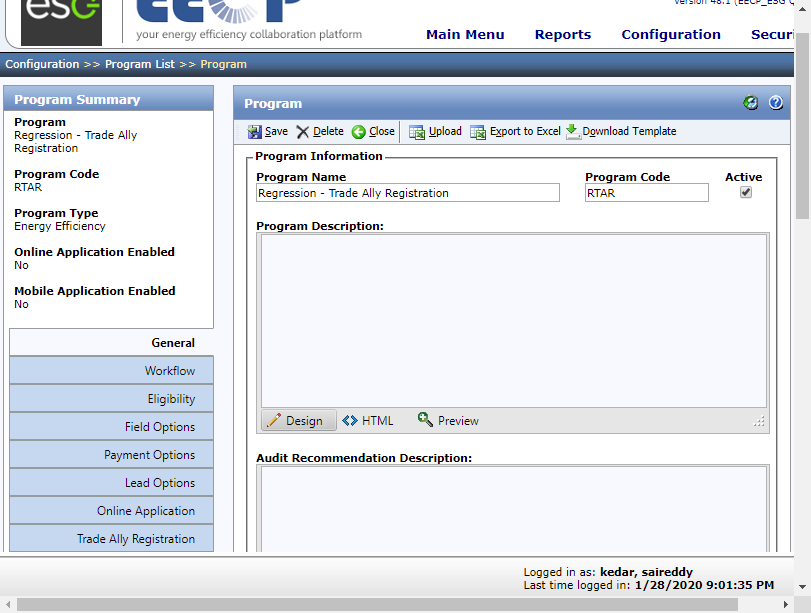 esc
EECP
your energy efficiency collaboration platform
Version 48.1 (EECP_ESG
Main Menu Reports Configuration Securi
Configuration >> Program List >> Program
Program Summary
Program
Regression - Trade Ally
Registration
Program Code
RTAR
Program Type
Energy Efficiency
Online Application Enabled
No
Mobile Application Enabled
No
General
Workflow
Eligibility
Field Options
Payment Options
Lead Options
Online Application
Trade Ally Registration
Program
Save Delete Close Upload Export to Excel Download Template
Program Information
Program Name Program Code Active
Regression - Trade Ally Registration RTAR
Program Description:
Design HTML Preview
Audit Recommendation Description:
Logged in as: kedar, saireddy
Last time logged in: 1/28/2020 9:01:35 PM